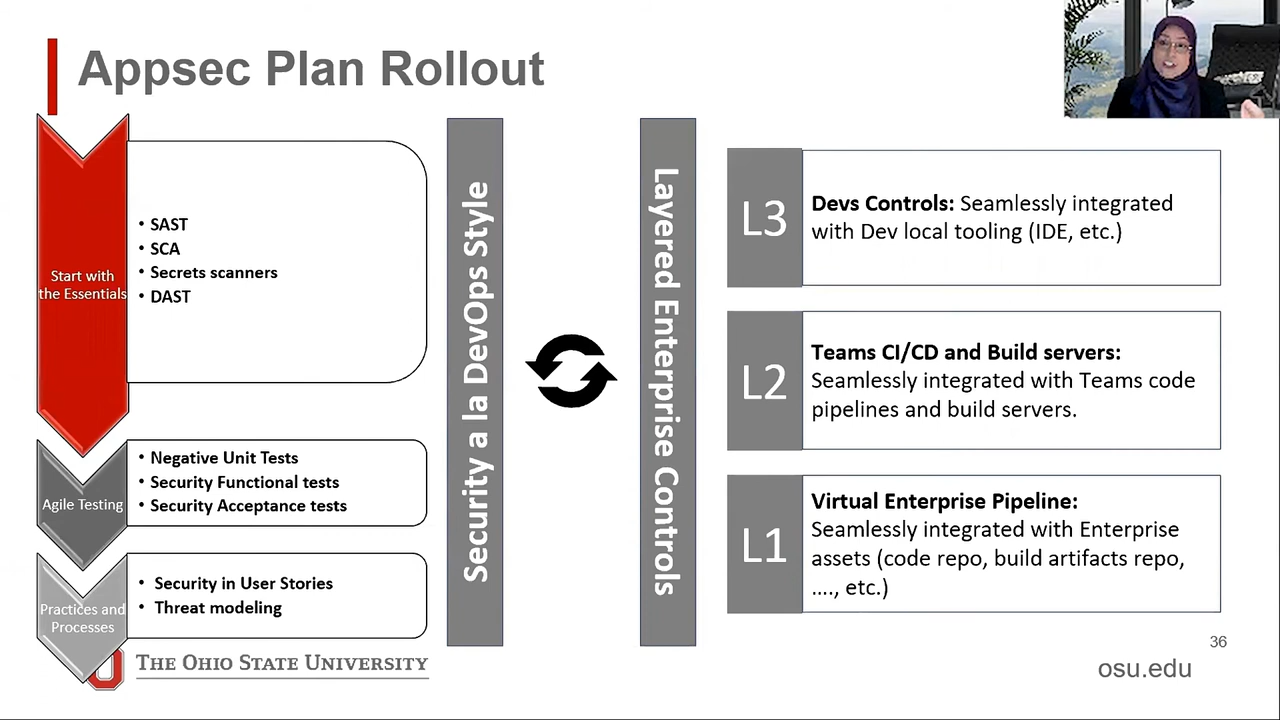 Appsec Plan Rollout
Start with
the Essentials
• SAST
• SCA
• Secrets scanners
• DAST
Agile Testing
• Negative Unit Tests
• Security Functional tests
• Security Acceptance tests
Practices and
Processes
• Security in User Stories
• Threat modeling
Security a la DevOps Style
Layered Enterprise Controls
L3
Devs Controls: Seamlessly integrated
with Dev local tooling (IDE, etc.)
L2
Teams CI/CD and Build servers:
Seamlessly integrated with Teams code
pipelines and build servers.
L1
Virtual Enterprise Pipeline:
Seamlessly integrated with Enterprise
assets (code repo, build artifacts repo,
...., etc.)
THE OHIO STATE UNIVERSITY
36
osu.edu